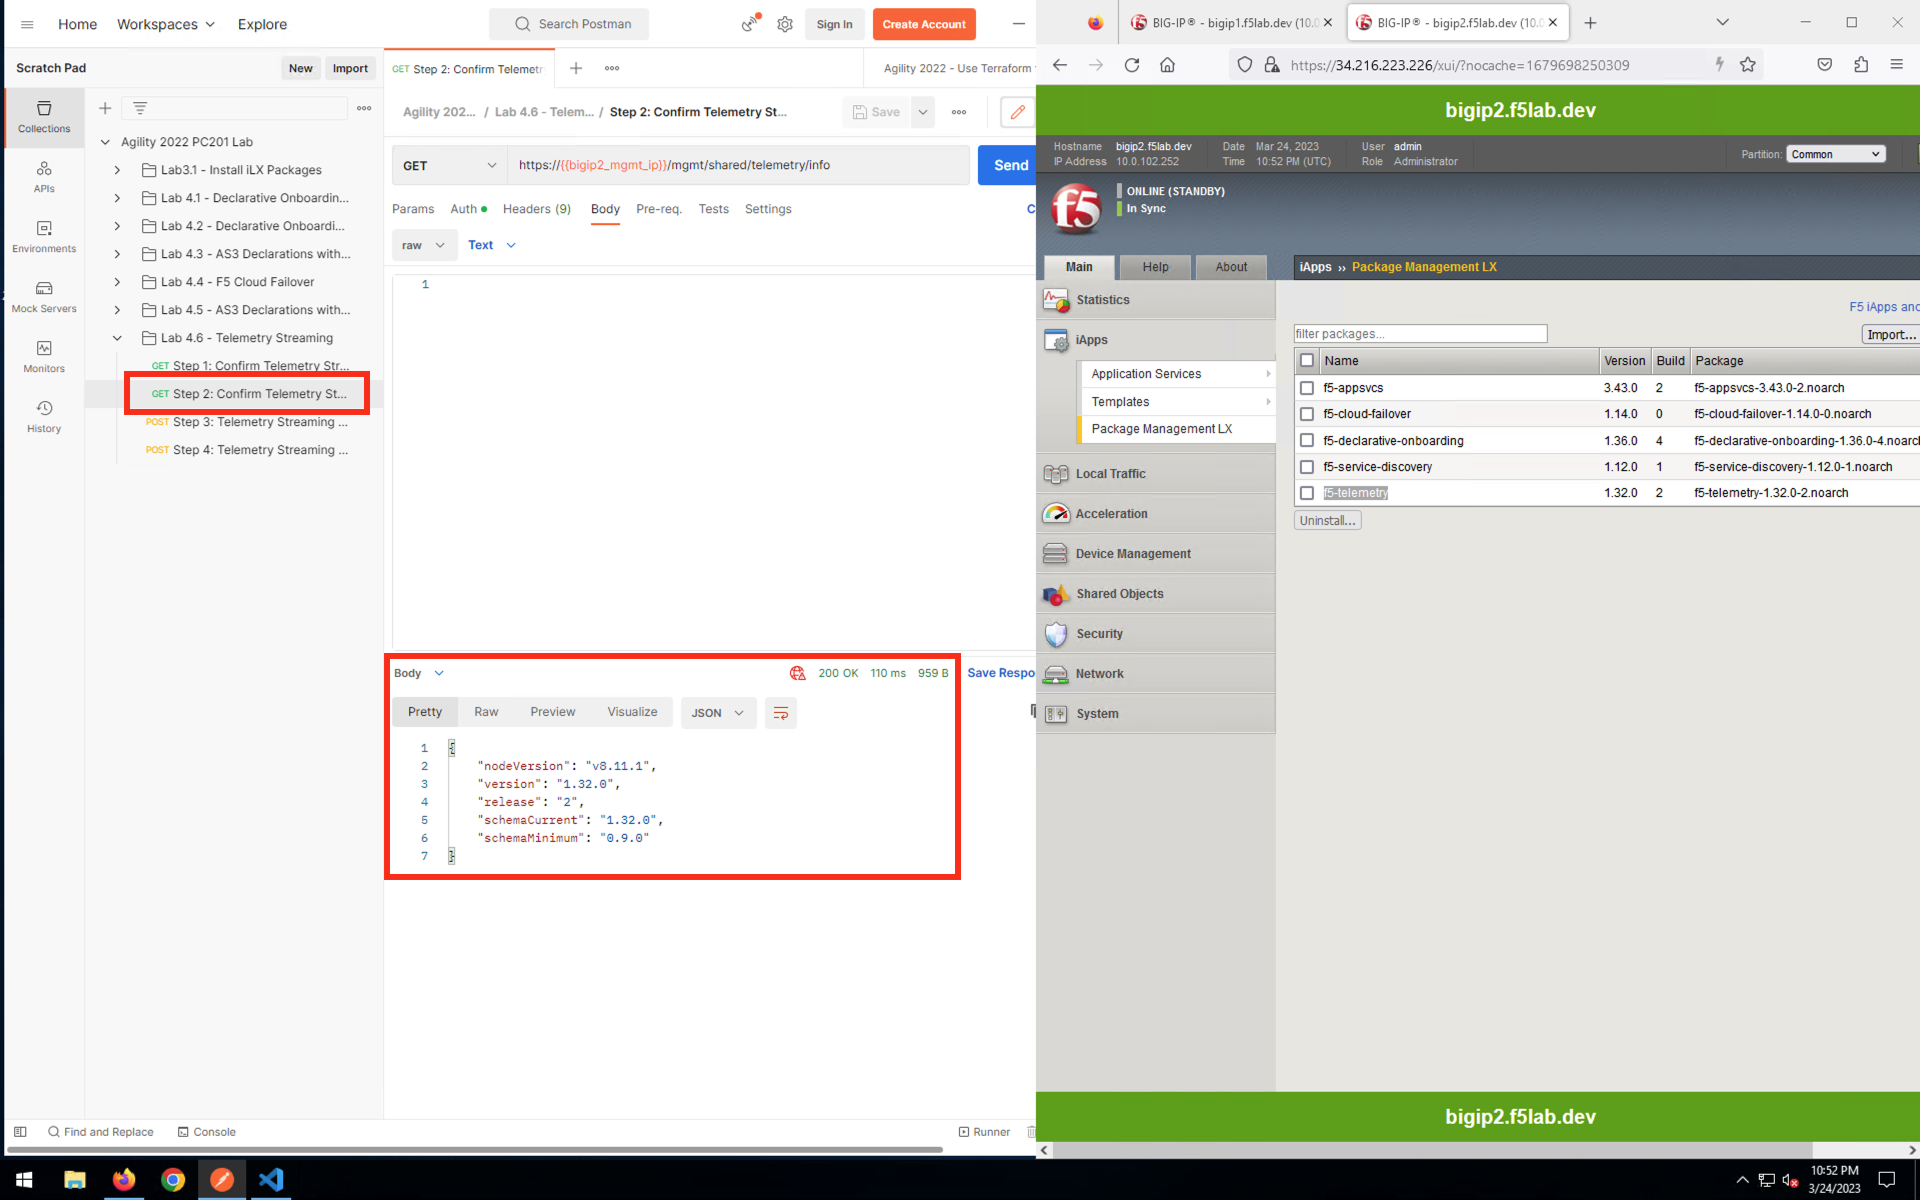 Home Workspaces Explore Search Postman Sign In Create Account
Scratch Pad New Import
GET Step 2: Confirm Telemetr
Agility 2022 - Use Terraform
Collections
APIs
Environments
Mock Servers
Monitors
History
Agility 2022 PC201 Lab
Lab3.1 - Install iLX Packages
Lab 4.1 - Declarative Onboardin...
Lab 4.2 - Declarative Onboardi...
Lab 4.3 - AS3 Declarations with...
Lab 4.4 - F5 Cloud Failover
Lab 4.5 - AS3 Declarations with...
Lab 4.6 - Telemetry Streaming
GET Step 1: Confirm Telemetry Str...
GET Step 2: Confirm Telemetry St...
POST Step 3: Telemetry Streaming ...
POST Step 4: Telemetry Streaming ...
Agility 202... / Lab 4.6 - Telem... / Step 2: Confirm Telemetry St... Save
GET https://{{bigip2_mgmt_ip}}/mgmt/shared/telemetry/info Send
Params Auth Headers (9) Body Pre-req. Tests Settings C
raw Text
1
Body 200 OK 110 ms 959 B Save Respo
Pretty Raw Preview Visualize JSON
1 {
2 "nodeVersion": "v8.11.1",
3 "version": "1.32.0",
4 "release": "2",
5 "schemaCurrent": "1.32.0",
6 "schemaMinimum": "0.9.0"
7 }
Find and Replace Console Runner
BIG-IP® - bigip1.f5lab.dev (10.0 BIG-IP® - bigip2.f5lab.dev (10.0
https://34.216.223.226/xui/?nocache=1679698250309
bigip2.f5lab.dev
Hostname bigip2.f5lab.dev Date Mar 24, 2023 User admin
IP Address 10.0.102.252 Time 10:52 PM (UTC) Role Administrator
Partition: Common
f5
ONLINE (STANDBY)
In Sync
Main Help About
iApps ›› Package Management LX
Statistics
iApps
Application Services
Templates
Package Management LX
Local Traffic
Acceleration
Device Management
Shared Objects
Security
Network
System
F5 iApps and
filter packages... Import...
Name Version Build Package
f5-appsvcs 3.43.0 2 f5-appsvcs-3.43.0-2.noarch
f5-cloud-failover 1.14.0 0 f5-cloud-failover-1.14.0-0.noarch
f5-declarative-onboarding 1.36.0 4 f5-declarative-onboarding-1.36.0-4.noarcl
f5-service-discovery 1.12.0 1 f5-service-discovery-1.12.0-1.noarch
f5-telemetry 1.32.0 2 f5-telemetry-1.32.0-2.noarch
Uninstall...
bigip2.f5lab.dev
10:52 PM
3/24/2023